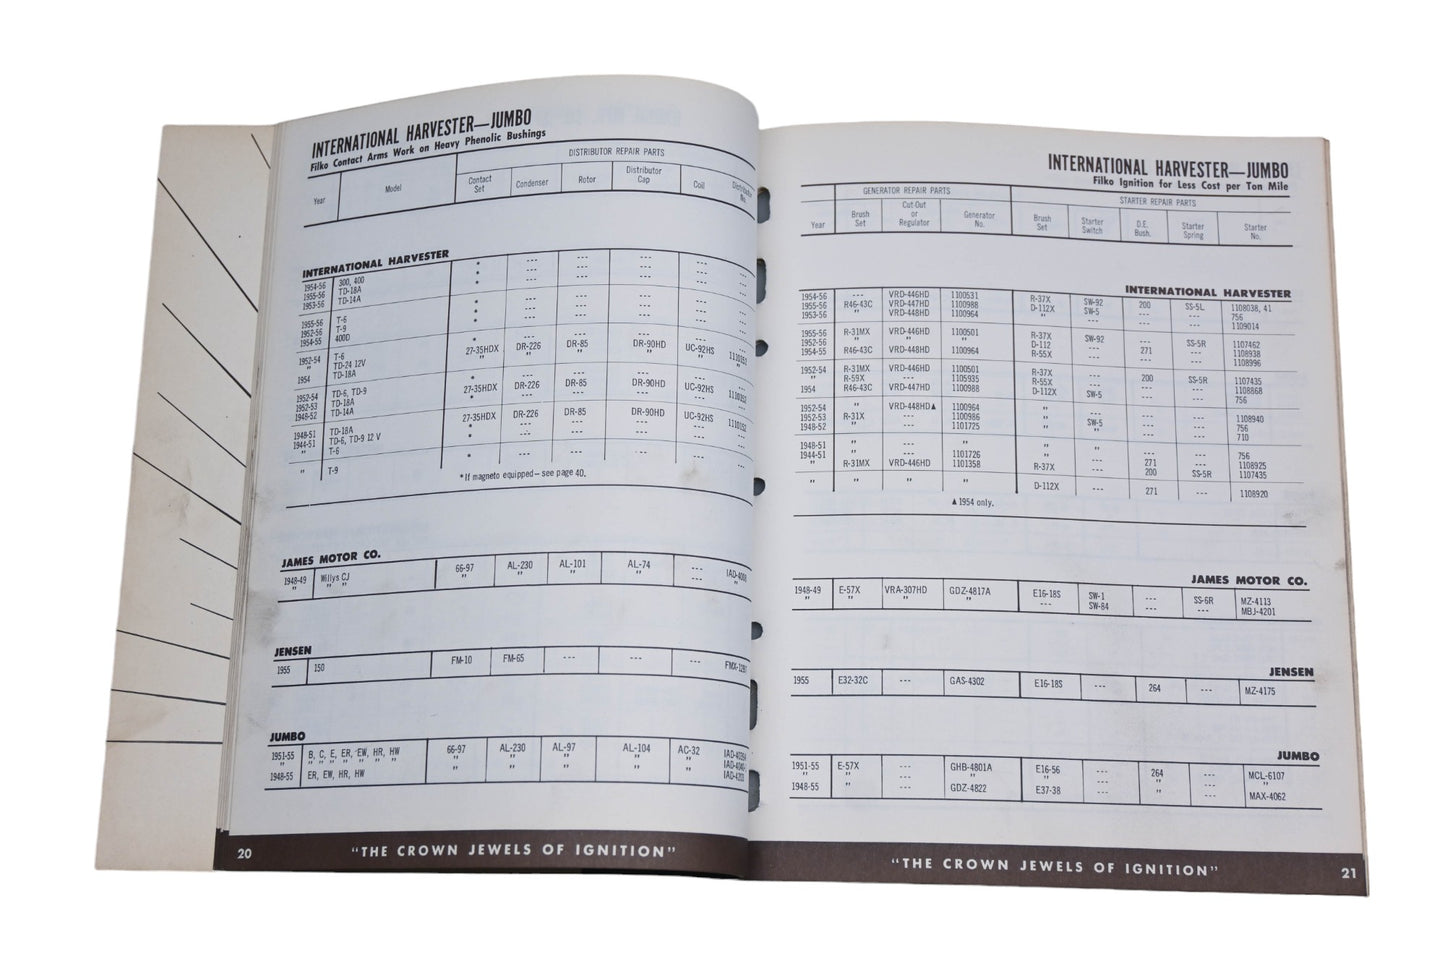 INTERNATIONAL HARVESTER—JUMBO
Filko Contact Arms Work on Heavy Phenolic Bushings
DISTRIBUTOR REPAIR PARTS
Year Model Contact Set Condenser Rotor Distributor Cap Coil
INTERNATIONAL HARVESTER
1954-56 300, 400 * --- --- --- --- ---
1955-56 TD-18A * --- --- --- --- ---
1953-56 TD-14A * --- --- --- --- ---
1955-56 T-6 * --- --- --- --- ---
1952-56 T-9 * --- --- --- --- ---
1954-55 400D * --- --- --- --- ---
1952-54 T-6 * --- --- --- --- ---
" TD-24 12V 27-35HDX DR-226 DR-85 DR-90HD UC-92HS
1954 TD-18A " " " " "
1952-54 TD-6, TD-9 * --- --- --- --- ---
1952-53 TD-18A 27-35HDX DR-226 DR-85 DR-90HD UC-92HS
1948-52 TD-14A * --- --- --- --- ---
1948-51 TD-18A 27-35HDX DR-226 DR-85 DR-90HD UC-92HS
1944-51 TD-6, TD-9 12 V * --- --- --- --- ---
" T-6 * --- --- --- --- ---
" T-9 * --- --- --- --- ---
*If magneto equipped—see page 40.
JAMES MOTOR CO.
1948-49 Willys CJ 66-97 AL-230 AL-101 AL-74 ---
" " " " " " " ---
JENSEN
1955 150 FM-10 FM-65 --- --- ---
JUMBO
1951-55 B, C, E, ER, EW, HR, HW 66-97 AL-230 AL-97 AL-104 AC-32
" " " " " " " " " " " " "
1948-55 ER, EW, HR, HW " " " " "
20 "THE CROWN JEWELS OF IGNITION"
INTERNATIONAL HARVESTER—JUMBO
Filko Ignition for Less Cost per Ton Mile
GENERATOR REPAIR PARTS STARTER REPAIR PARTS
Year Brush Set Cut-Out or Regulator Generator No. Brush Set Starter Switch D.E. Bush. Starter Spring Starter No.
INTERNATIONAL HARVESTER
1954-56 --- VRD-446HD 1100531 R-37X SW-92 200 SS-5L 1108038, 41
1955-56 R46-43C VRD-447HD 1100988 D-112X SW-5 --- --- 756
1953-56 " VRD-448HD 1100964 " --- --- --- 1109014
1955-56 R-31MX VRD-446HD 1100501 R-37X SW-92 --- SS-5R 1107462
1952-56 " " " D-112 --- 271 --- 1108938
1954-55 R46-43C VRD-448HD 1100964 R-55X --- --- --- 1108996
1952-54 R-31MX VRD-446HD 1100501 R-37X --- 200 SS-5R 1107435
" R-59X --- 1105935 R-55X --- --- --- 1108868
1954 R46-43C VRD-447HD 1100988 D-112X SW-5 --- --- 756
1952-54 " VRD-448HD▲ 1100964 " --- --- --- 1108940
1952-53 R-31X --- 1100986 " SW-5 --- --- 756
1948-52 " --- 1101725 " " --- --- 710
1948-51 " --- " " " --- --- 756
1944-51 " --- 1101726 " --- 271 --- 1108925
" R-31MX VRD-446HD 1101358 R-37X --- 200 SS-5R 1107435
" " " " D-112X --- 271 --- 1108920
▲ 1954 only.
JAMES MOTOR CO.
1948-49 E-57X VRA-307HD GDZ-4817A E16-18S SW-1 --- SS-6R MZ-4113
" " " " --- SW-84 --- --- MBJ-4201
JENSEN
1955 E32-32C --- GAS-4302 E16-18S --- 264 --- MZ-4175
JUMBO
1951-55 E-57X --- GHB-4801A E16-56 --- 264 --- MCL-6107
" " --- " " --- " --- "
1948-55 " --- GDZ-4822 E37-38 --- " --- MAX-4062
"THE CROWN JEWELS OF IGNITION" 21